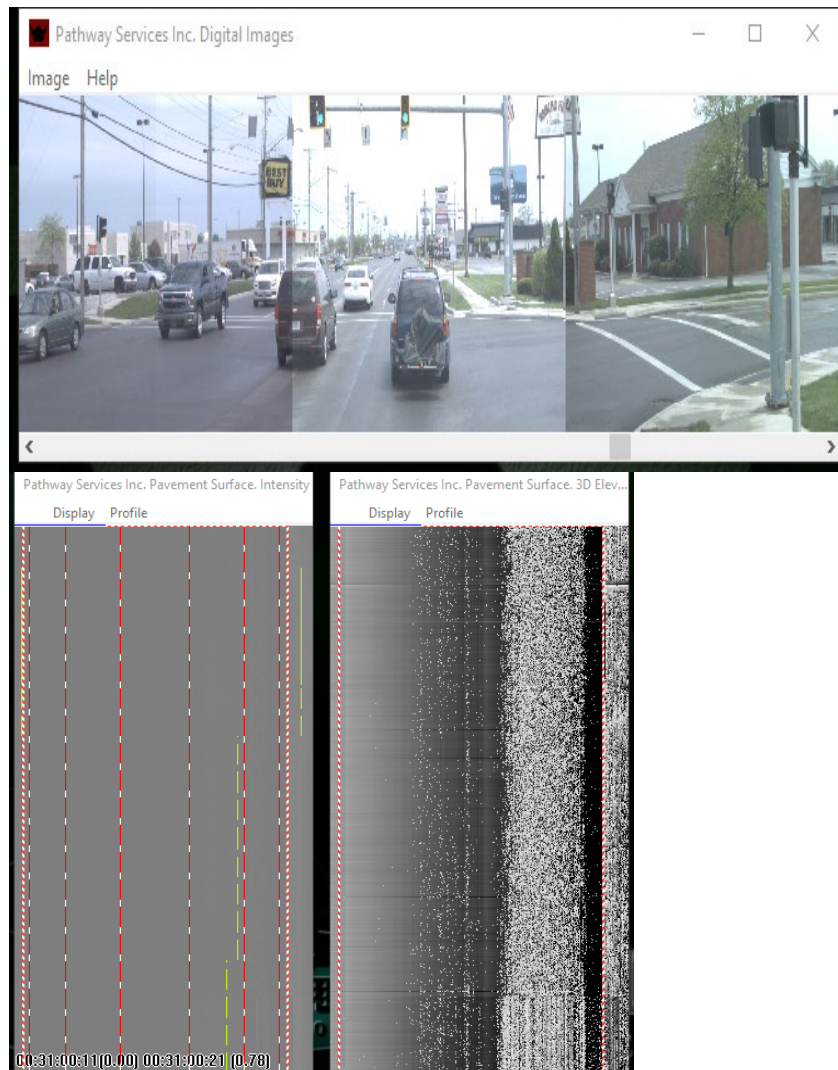 Pathway Services Inc. Digital Images
Image Help
BEST
BUY
Pathway Services Inc. Pavement Surface. Intensity
Display Profile
Pathway Services Inc. Pavement Surface. 3D Elev...
Display Profile
00:31:00:11(0.00) 00:31:00:21 (0.78)